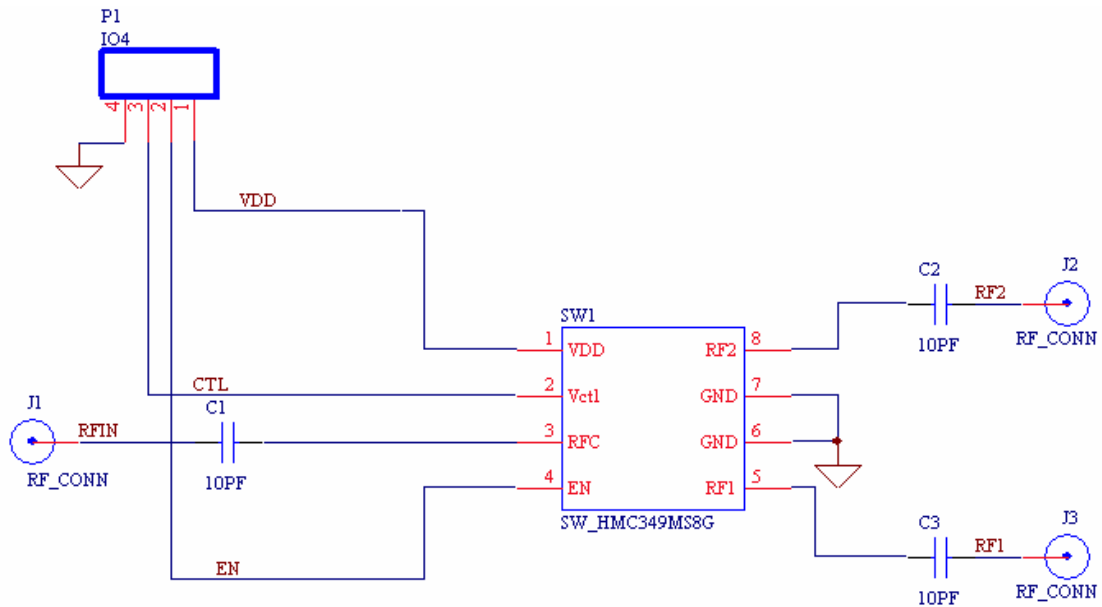 P1
IO4
4 3 2 1
VDD
C2
J2
RF2
SW1
1 VDD RF2 8
10PF
RF_CONN
CTL
2 Vctl GND 7
J1
C1
RFIN
3 RFC GND 6
RF_CONN
10PF
4 EN RF1 5
SW_HMC349MS8G
C3
J3
RF1
EN
10PF
RF_CONN